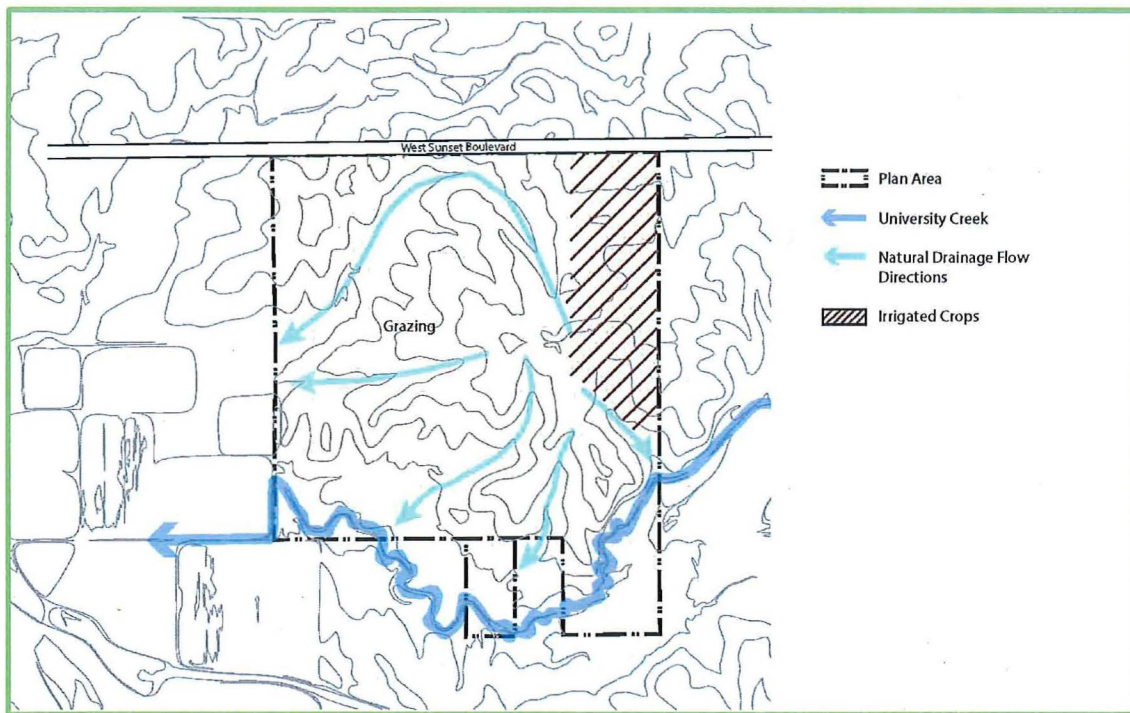 West Sunset Boulevard
Plan Area
University Creek
Natural Drainage Flow
Directions
Grazing
Irrigated Crops